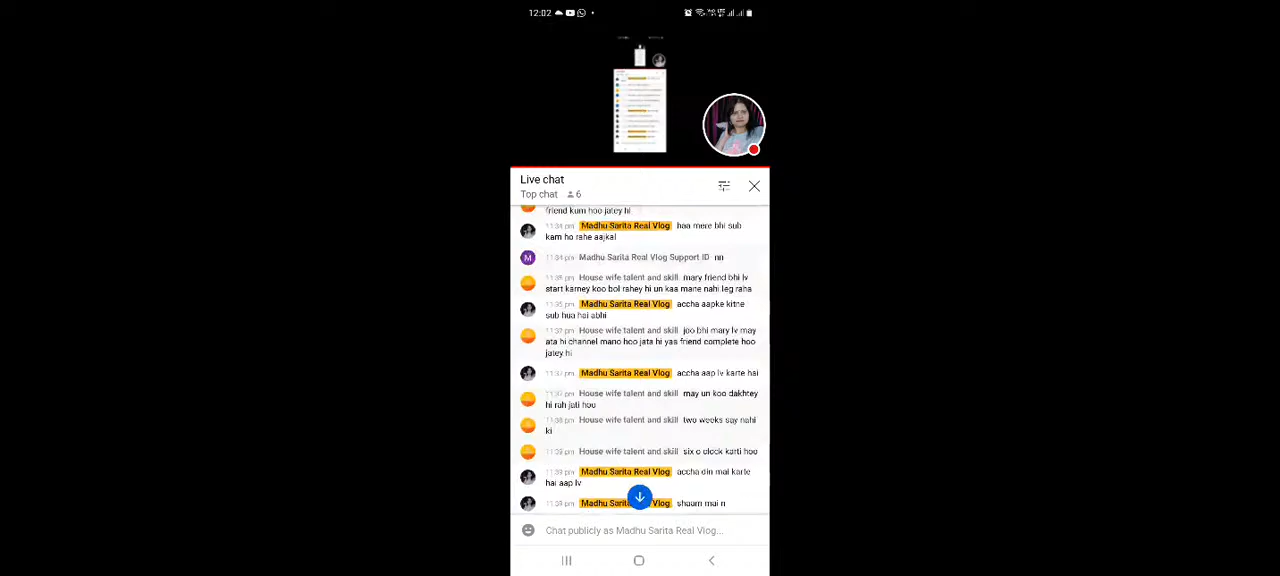 12:02
Live chat
Top chat 6
friend kum hoo jatey hi
11:34 pm Madhu Sarita Real Vlog haa mere bhi sub
kam ho rahe aajkal
M 11:34 pm Madhu Sarita Real Vlog Support ID nn
11:35 pm House wife talent and skill mary friend bhi lv
start karney koo bol rahey hi un kaa mane nahi leg raha
11:35 pm Madhu Sarita Real Vlog accha aapke kitne
sub hua hai abhi
11:37 pm House wife talent and skill joo bhi mary lv may
ata hi channel mano hoo jata hi yas friend complete hoo
jatey hi
11:37 pm Madhu Sarita Real Vlog accha aap lv karte hai
11:37 pm House wife talent and skill may un koo dakhtey
hi rah jati hou
11:38 pm House wife talent and skill two weeks say nahi
ki
11:39 pm House wife talent and skill six o clock karti hoo
11:39 pm Madhu Sarita Real Vlog accha din mai karte
hai aap lv
11:39 pm Madhu Vlog shaam mai n
Chat publicly as Madhu Sarita Real Vlog...